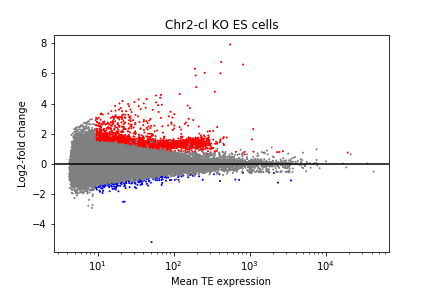 Chr2-cl KO ES cells
8
6
4
2
0
−2
−4
Log2-fold change
10¹ 10² 10³ 10⁴
Mean TE expression